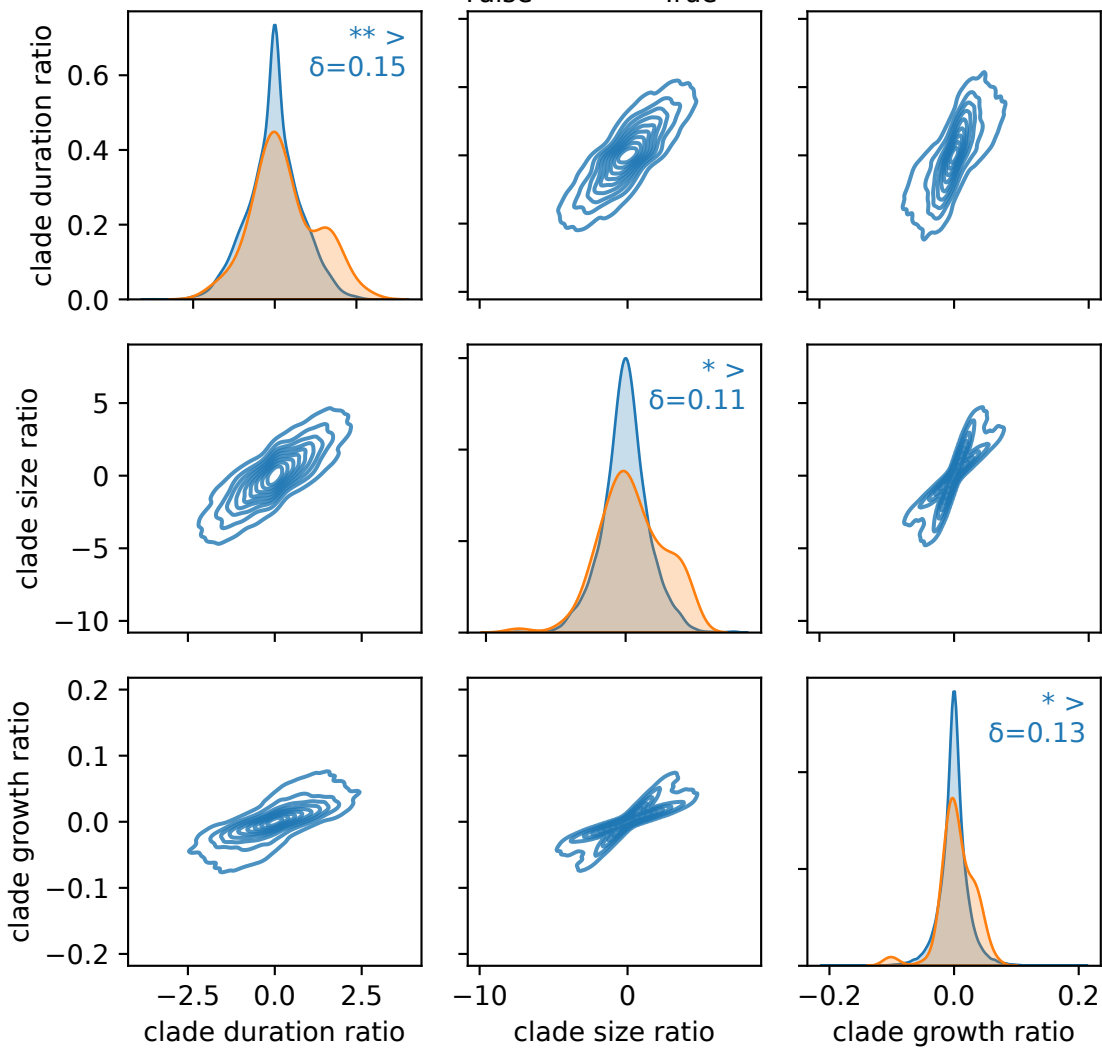 clade duration ratio
0.6
0.4
0.2
0.0
** >
δ=0.15
clade size ratio
5
0
−5
−10
* >
δ=0.11
clade growth ratio
0.2
0.1
0.0
−0.1
−0.2
* >
δ=0.13
−2.5 0.0 2.5
−10 0
−0.2 0.0 0.2
clade duration ratio
clade size ratio
clade growth ratio